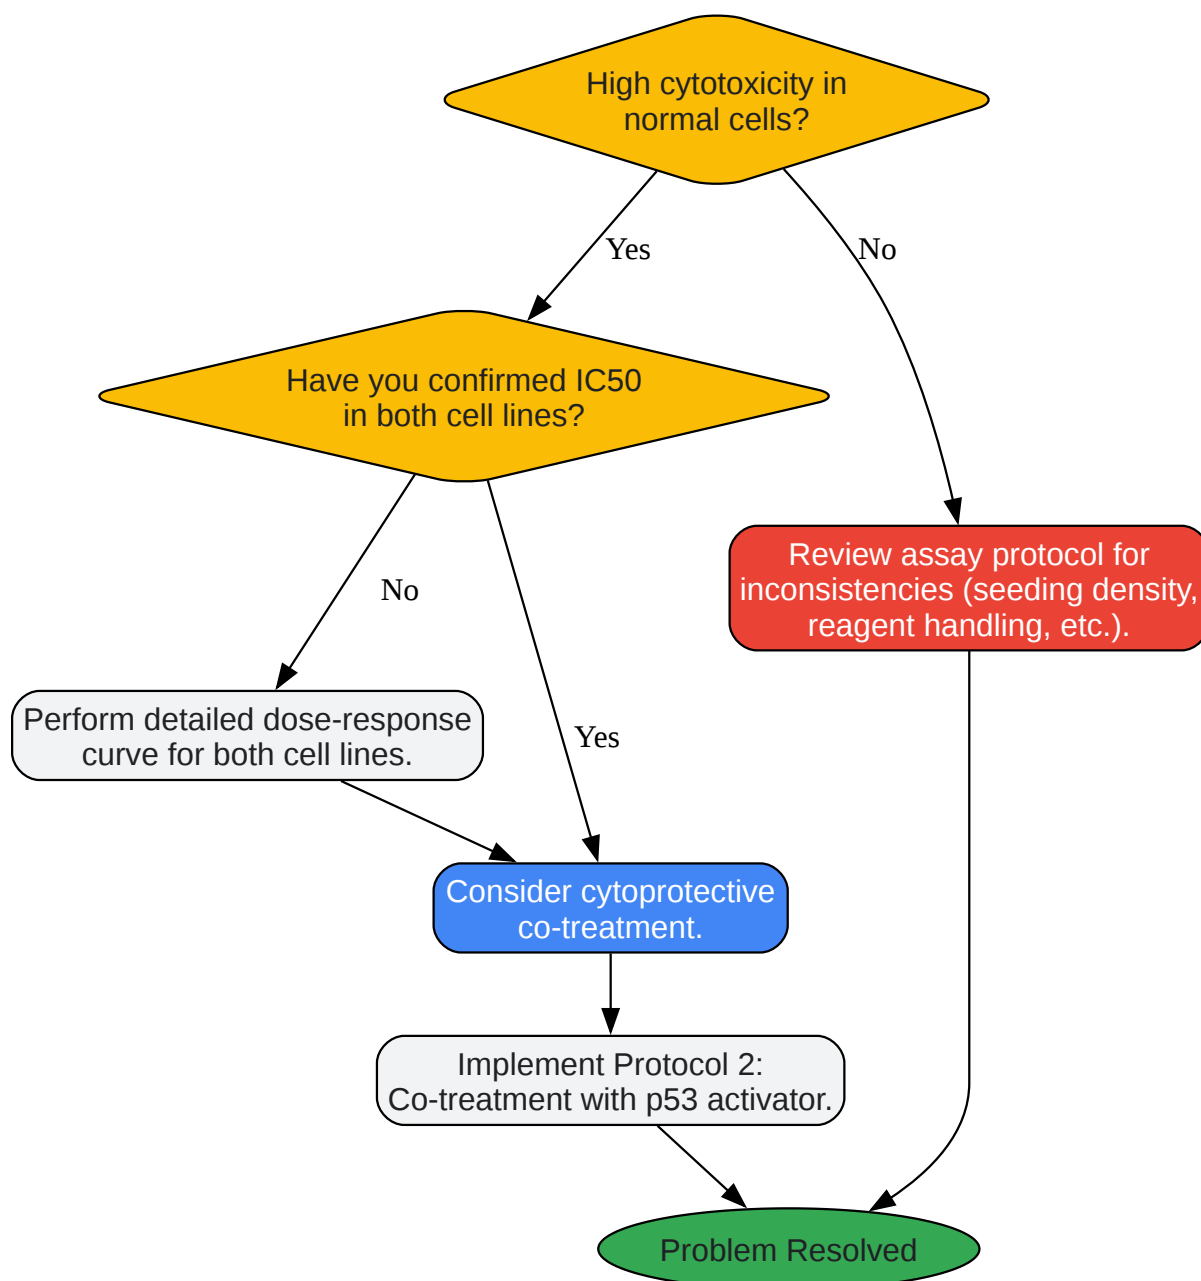 High cytotoxicity in
normal cells?
Yes
No
Have you confirmed IC50
in both cell lines?
No
Yes
Review assay protocol for
inconsistencies (seeding density,
reagent handling, etc.).
Perform detailed dose-response
curve for both cell lines.
Consider cytoprotective
co-treatment.
Implement Protocol 2:
Co-treatment with p53 activator.
Problem Resolved